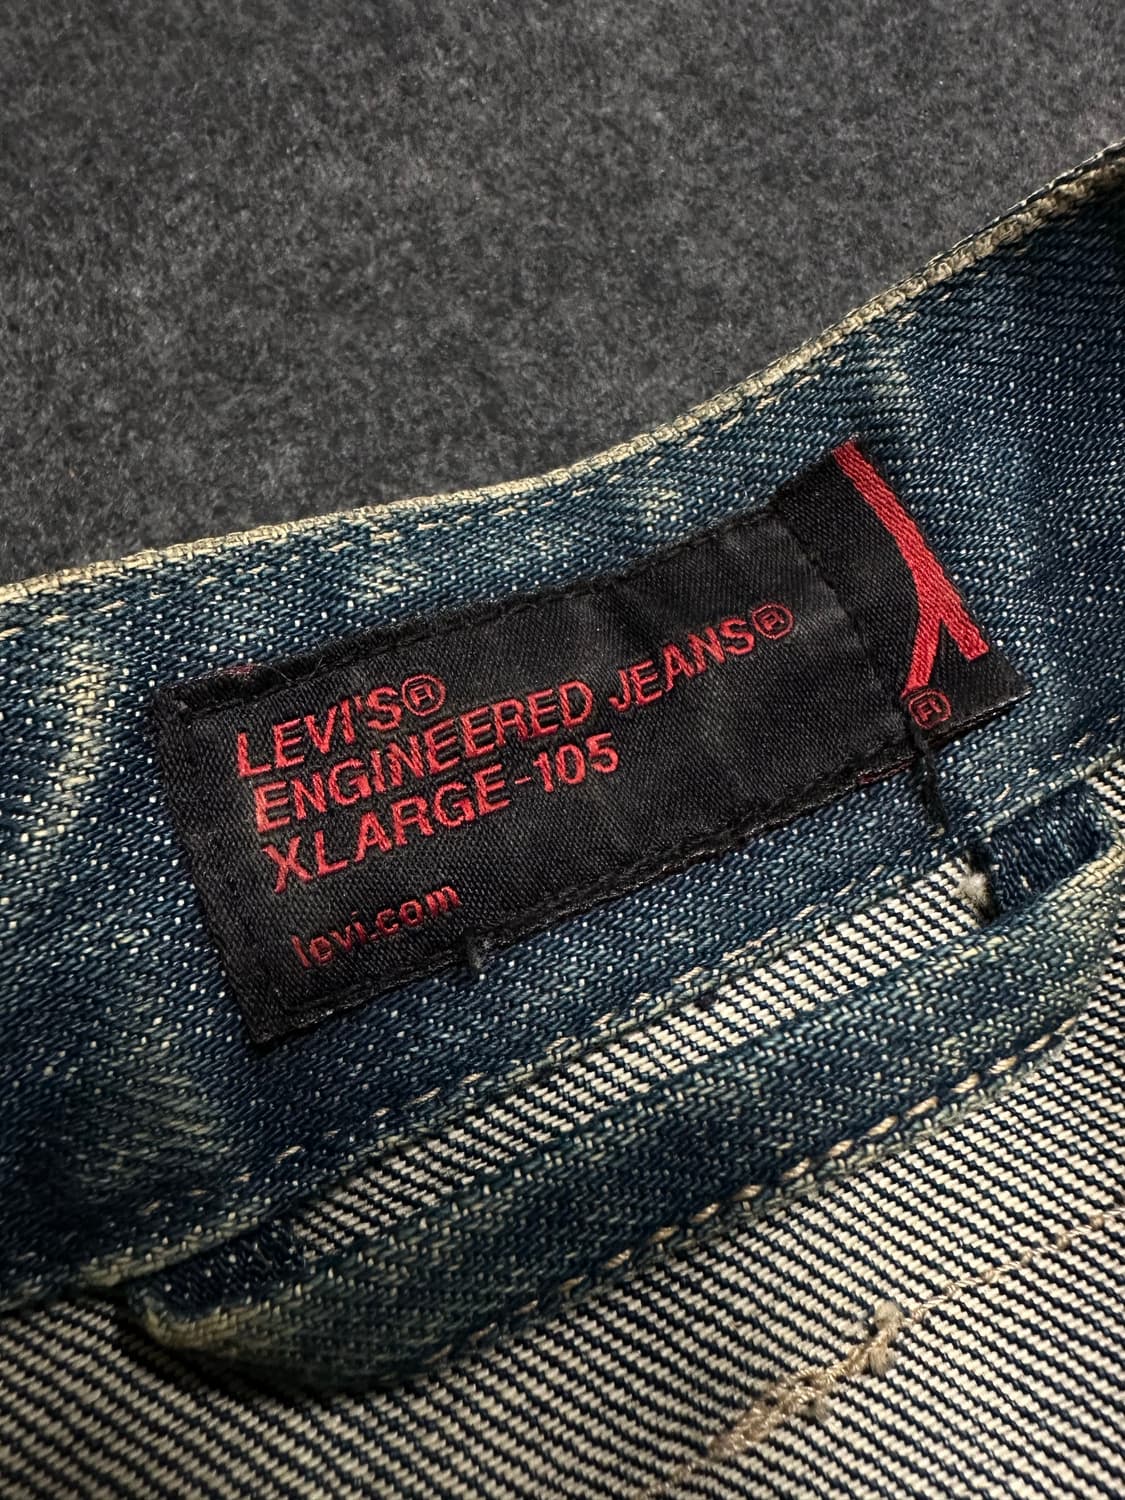 LEVI'S®
ENGINEERED JEANS®
XLARGE-105
levi.com
®